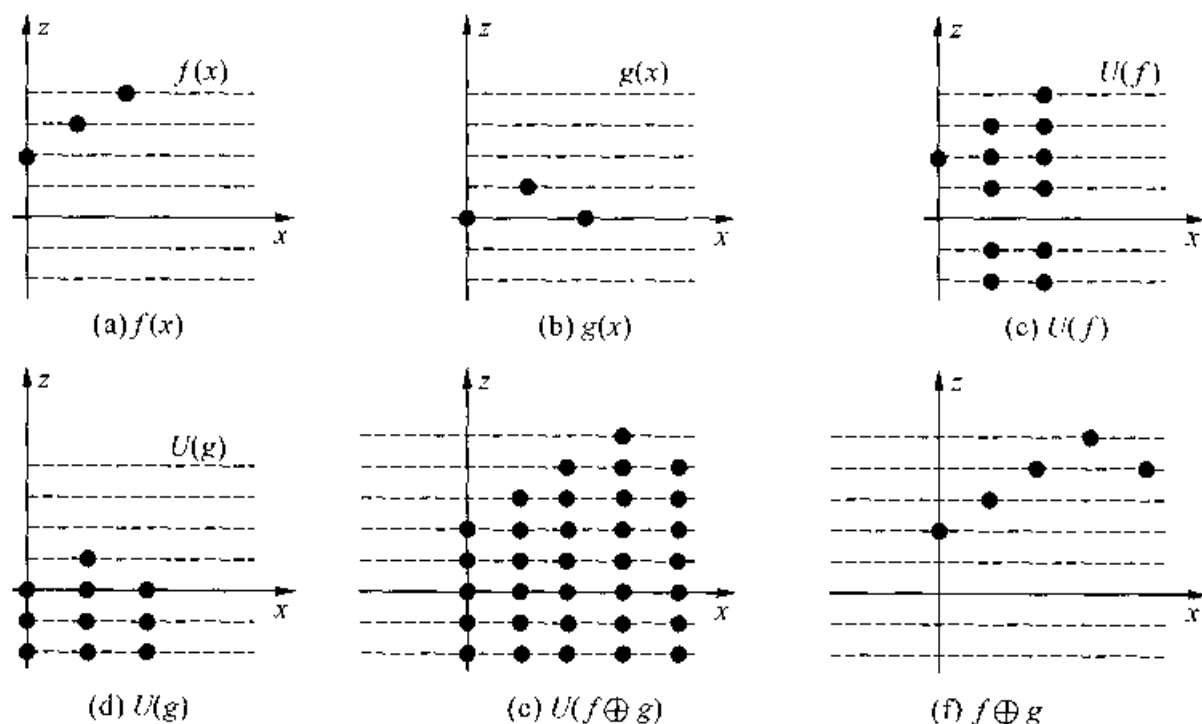 z
f(x)
x
(a) f(x)
z
g(x)
x
(b) g(x)
z
U(f)
x
(c) U(f)
z
U(g)
x
(d) U(g)
z
x
(e) U(f⊕g)
z
x
(f) f⊕g